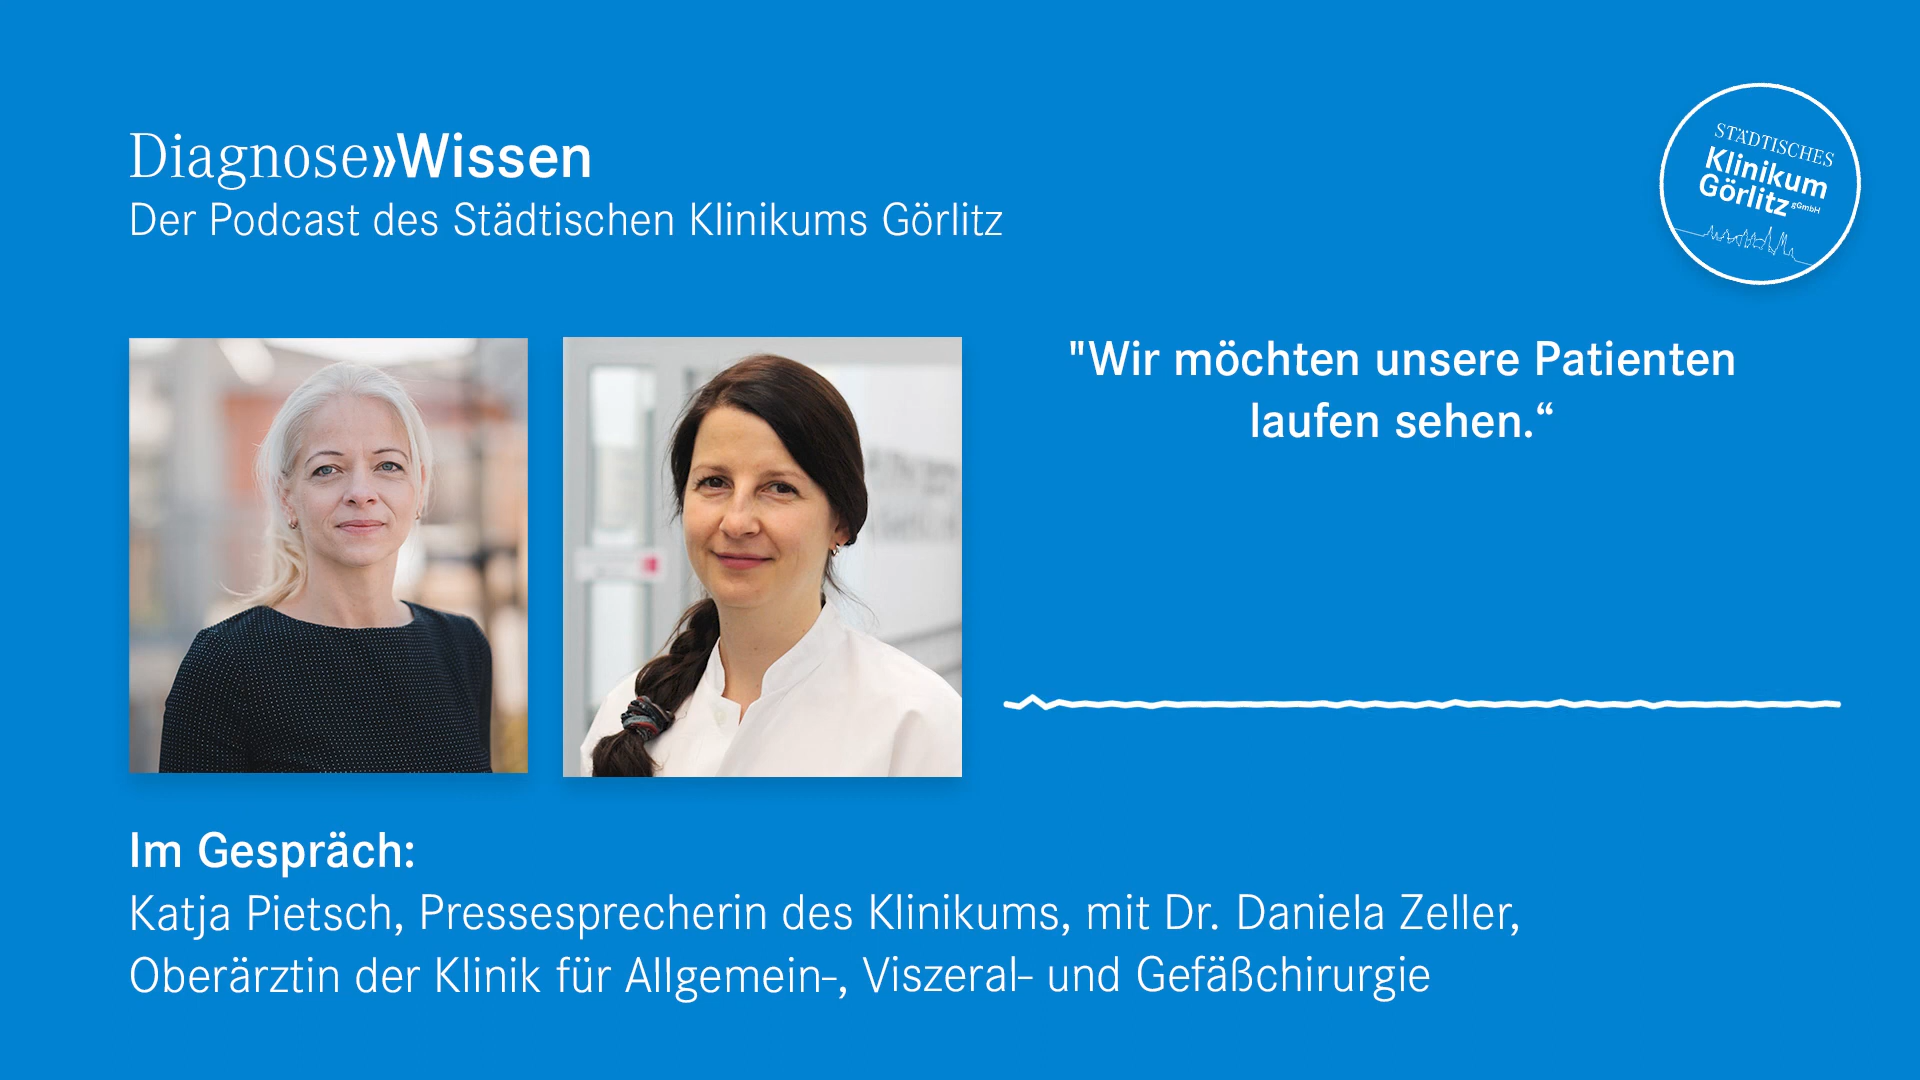 Diagnose»Wissen
Der Podcast des Städtischen Klinikums Görlitz
STÄDTISCHES
Klinikum
Görlitz gGmbH
"Wir möchten unsere Patienten
laufen sehen.“
Im Gespräch:
Katja Pietsch, Pressesprecherin des Klinikums, mit Dr. Daniela Zeller,
Oberärztin der Klinik für Allgemein-, Viszeral- und Gefäßchirurgie